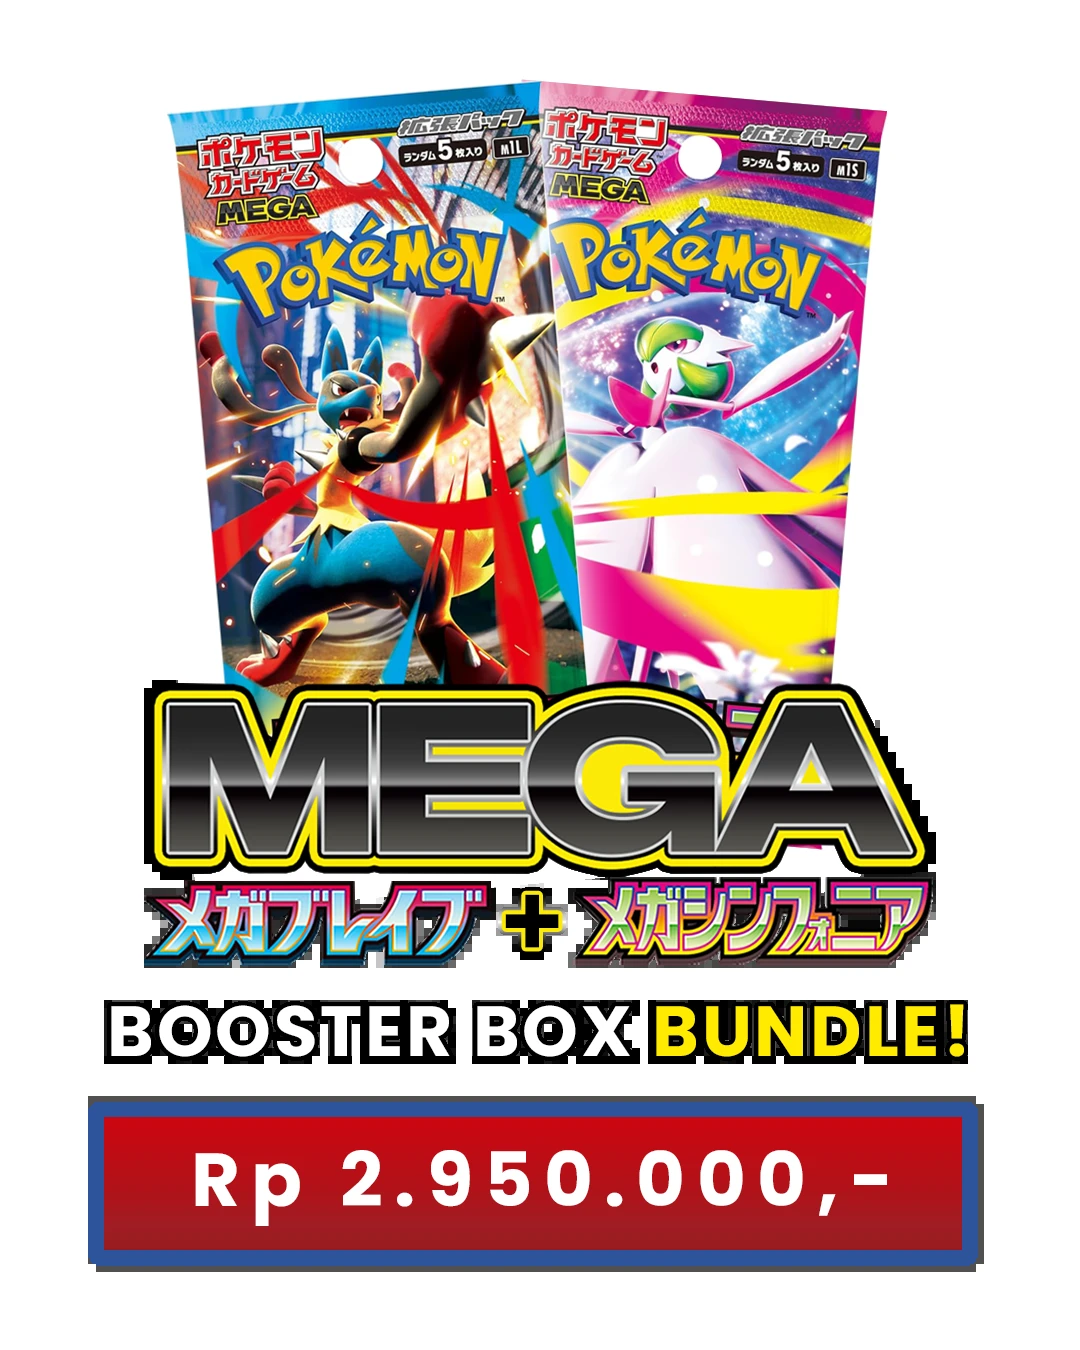 ポケモン
カードゲーム
MEGA
拡張パック
ランダム5枚入り
M1L
Pokémon
TM
ポケモン
カードゲーム
MEGA
拡張パック
ランダム5枚入り
M1S
Pokémon
TM
MEGA
メガブレイブ + メガシンフォニア
BOOSTER BOX BUNDLE!
Rp 2.950.000,-